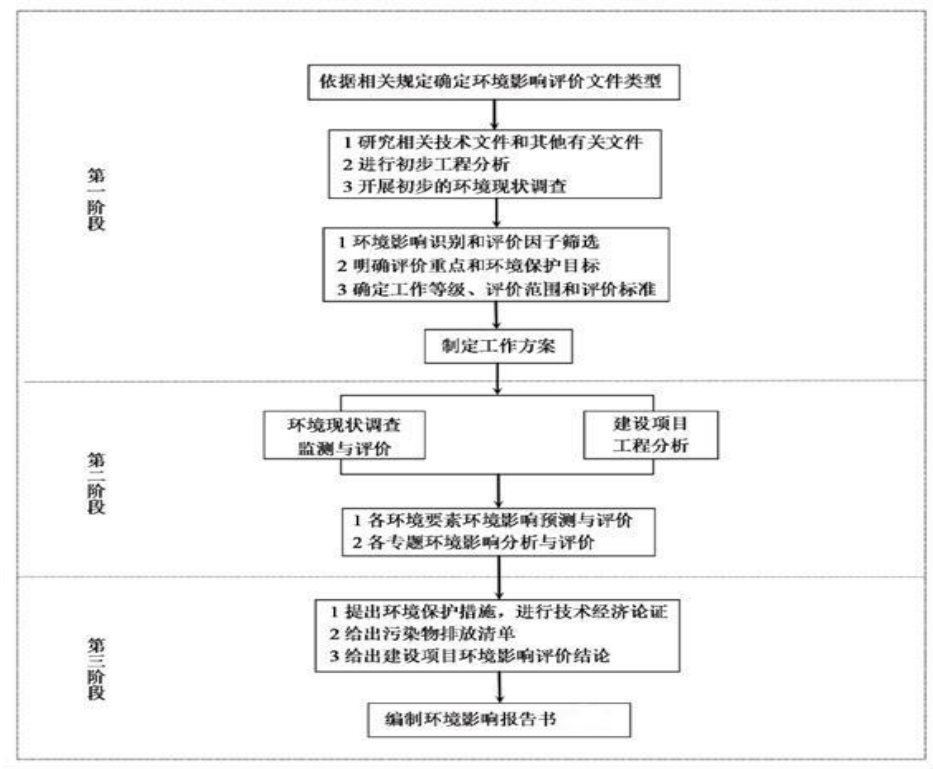 依据相关规定确定环境影响评价文件类型
1 研究相关技术文件和其他有关文件
2 进行初步工程分析
3 开展初步的环境现状调查
第一阶段
1 环境影响识别和评价因子筛选
2 明确评价重点和环境保护目标
3 确定工作等级、评价范围和评价标准
制定工作方案
环境现状调查
监测与评价
建设项目
工程分析
第二阶段
1 各环境要素环境影响预测与评价
2 各专题环境影响分析与评价
第三阶段
1 提出环境保护措施，进行技术经济论证
2 给出污染物排放清单
3 给出建设项目环境影响评价结论
编制环境影响报告书